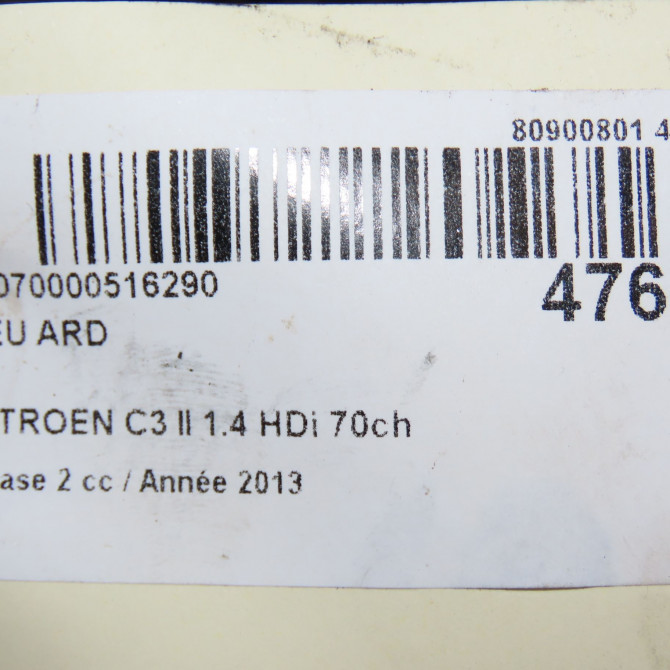 80900801 4
070000516290
476
EU ARD
TROEN C3 II 1.4 HDi 70ch
ase 2 cc / Année 2013